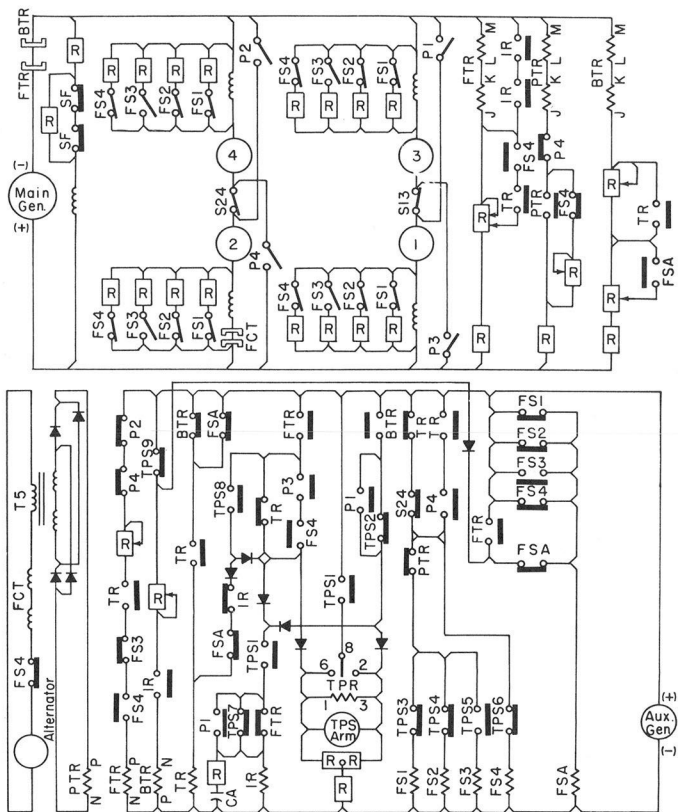 BTR
FTR
(-)
Main
Gen.
(+)
R
SF
R
SF
R
FS4
R
FS3
R
FS2
R
FS1
4
S24
2
P4
R
FS4
R
FS3
R
FS2
R
FS1
FCT
P2
FS4
R
FS3
R
FS2
R
FS1
R
3
S13
1
FS4
R
FS3
R
FS2
R
FS1
R
P1
P3
FTR
M
L
K
J
R
R
IR
IR
FS4
TR
PTR
M
L
K
J
P4
PTR
FS4
R
R
BTR
M
L
K
J
R
TR
FSA
R
T5
FCT
FS4
Alternator
PTR
P
N
P2
P4
R
TR
FS3
FS4
FTR
P
N
TPS9
R
IR
BTR
P
N
BTR
TR
TR
FSA
TPS8
IR
FSA
P1
TPS7
R
CA
TR
TPS1
FTR
IR
FTR
P3
FS4
TPS1
8
6
2
TPR
1
3
TPS
Arm
R
R
R
BTR
P1
TPS2
TR
S24
PTR
TR
P4
TPS3
TPS4
TPS5
TPS6
FS1
FS2
FS3
FS4
FSA
FS1
FS2
FS3
FS4
FTR
FSA
(+)
Aux.
Gen
(-)